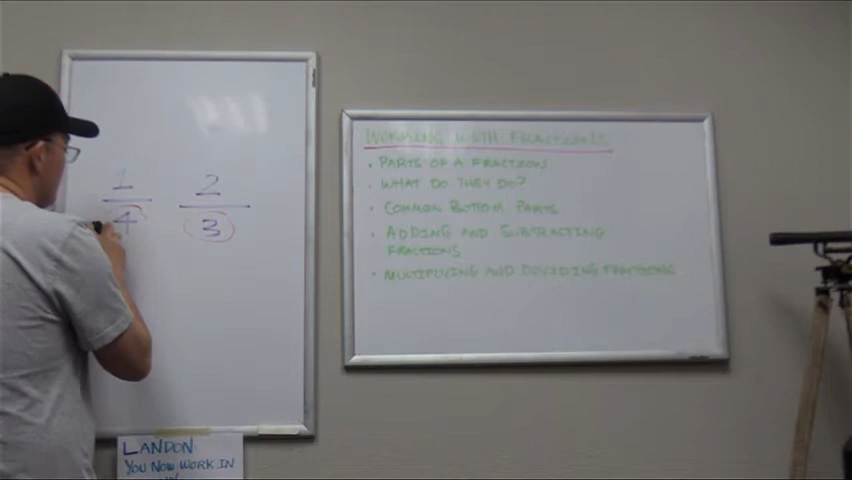 1 2
4 3
WORKING WITH FRACTIONS
• PARTS OF A FRACTION
• WHAT DO THEY DO?
• COMMON BOTTOM PARTS
• ADDING AND SUBTRACTING
FRACTIONS
• MULTIPLYING AND DIVIDING FRACTIONS
LANDON:
YOU NOW WORK IN